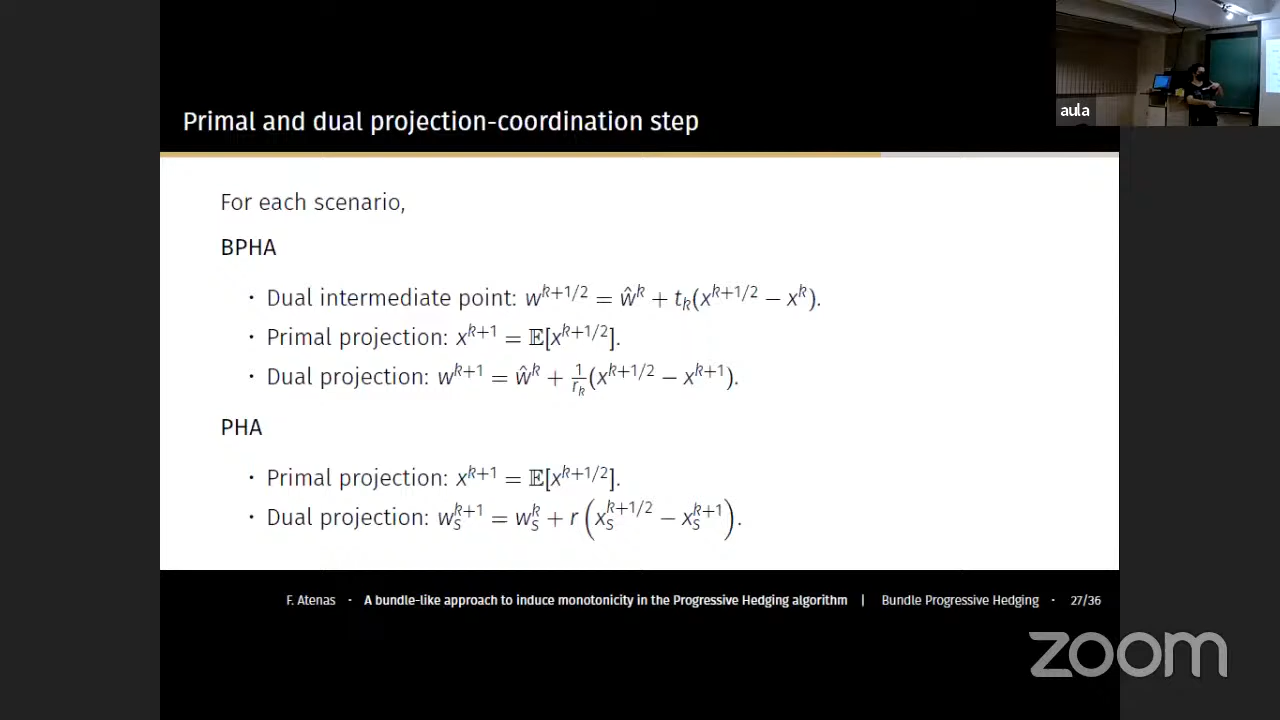 aula
Primal and dual projection-coordination step
For each scenario,
BPHA
· Dual intermediate point: w^{k+1/2} = ŵ^k + t_k(x^{k+1/2} − x^k).
· Primal projection: x^{k+1} = 𝔼[x^{k+1/2}].
· Dual projection: w^{k+1} = ŵ^k + \frac{1}{r_k}(x^{k+1/2} − x^{k+1}).
PHA
· Primal projection: x^{k+1} = 𝔼[x^{k+1/2}].
· Dual projection: w_S^{k+1} = w_S^k + r(x_S^{k+1/2} − x_S^{k+1}).
F. Atenas · A bundle-like approach to induce monotonicity in the Progressive Hedging algorithm | Bundle Progressive Hedging · 27/36
zoom